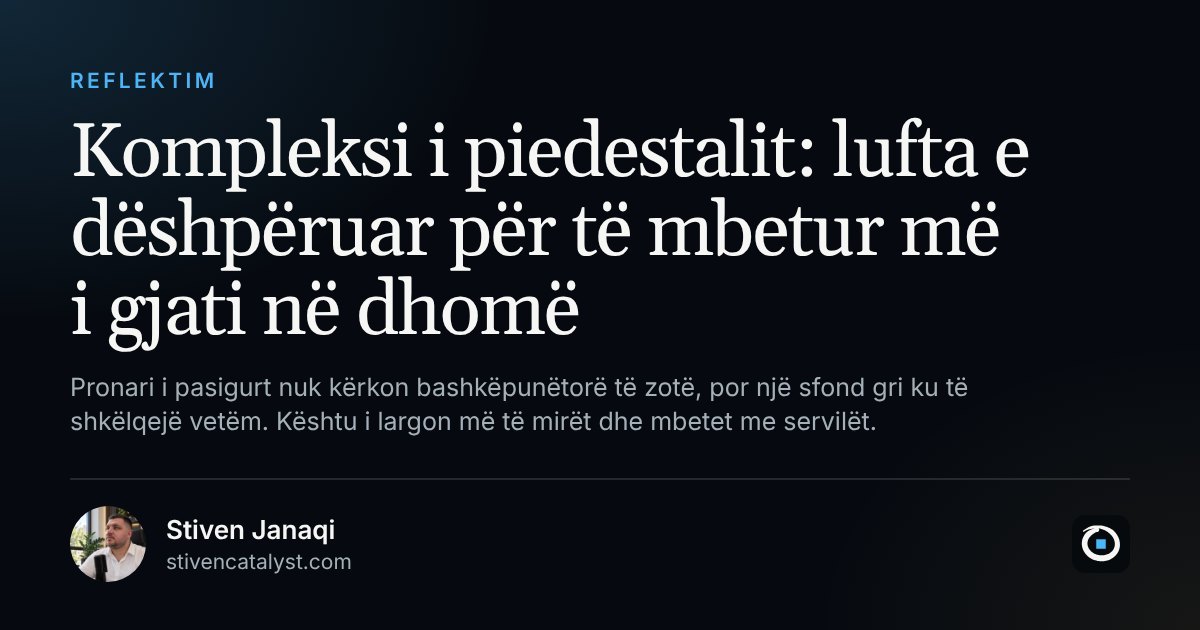 REFLEKTIM
Kompleksi i piedestalit: lufta e
dëshpëruar për të mbetur më
i gjati në dhomë
Pronari i pasigurt nuk kërkon bashkëpunëtorë të zotë, por një sfond gri ku të
shkëlqejë vetëm. Kështu i largon më të mirët dhe mbetet me servilët.
Stiven Janaqi
stivencatalyst.com